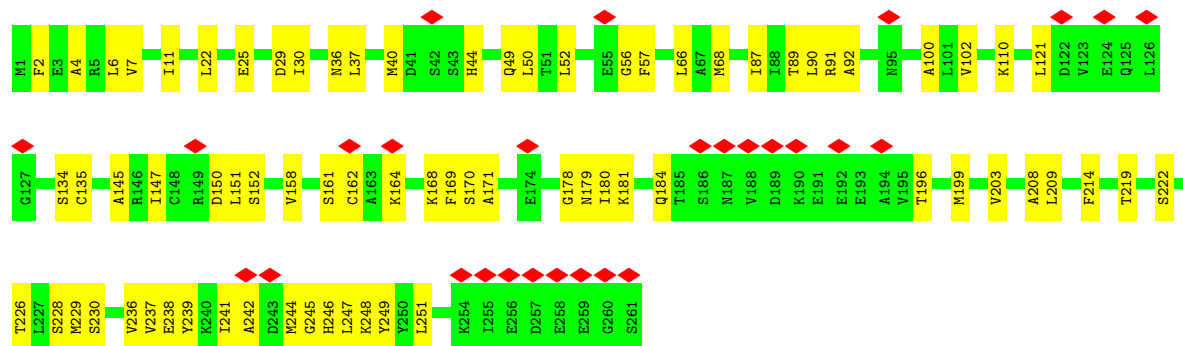 M1 F2 E3 A4 R5 L6 V7 I11 L22 E25 D29 I30 N36 L37 M40 D41 S42 S43 H44 Q49 L50 T51 L52 E55 G56 F57 L66 A67 M68 I87 I88 T89 L90 R91 A92 N95 A100 L101 V102 K110 L121 D122 V123 E124 Q125 L126
G127 S134 C135 A145 R146 I147 C148 R149 D150 L151 S152 V158 S161 C162 A163 K164 K168 F169 S170 A171 E174 G178 N179 I180 K181 Q184 T185 S186 N187 V188 D189 K190 E191 E192 E193 A194 V195 T196 M199 V203 A208 L209 F214 T219 S222
T226 L227 S228 M229 S230 V236 V237 E238 Y239 K240 I241 A242 D243 M244 G245 H246 L247 K248 Y249 Y250 L251 K254 I255 E256 D257 E258 E259 G260 S261